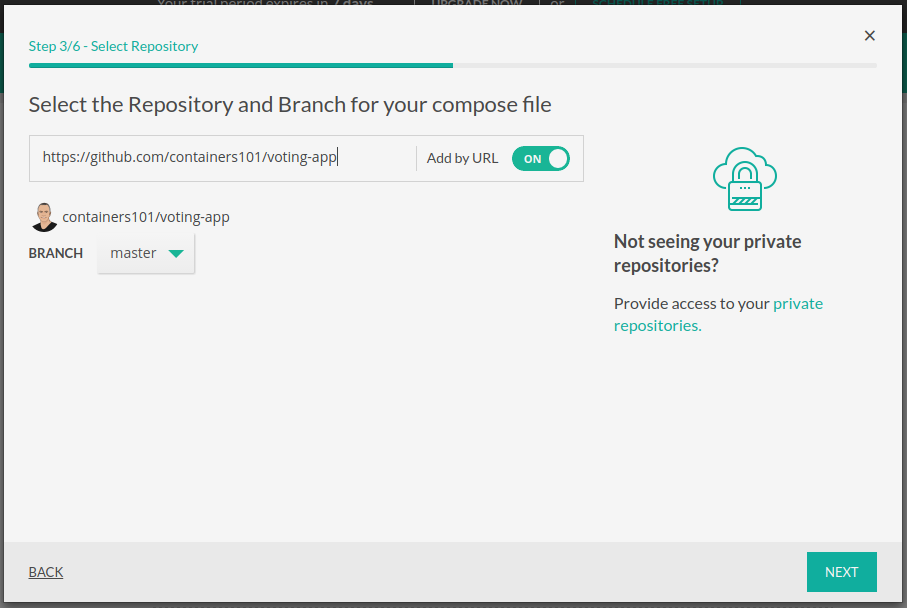 Your trial period expires in 7 days
UPGRADE NOW
or
SCHEDULE FREE SETUP
Step 3/6 - Select Repository
Select the Repository and Branch for your compose file
https://github.com/containers101/voting-app
Add by URL
ON
containers101/voting-app
BRANCH
master
Not seeing your private
repositories?
Provide access to your private
repositories.
BACK
NEXT